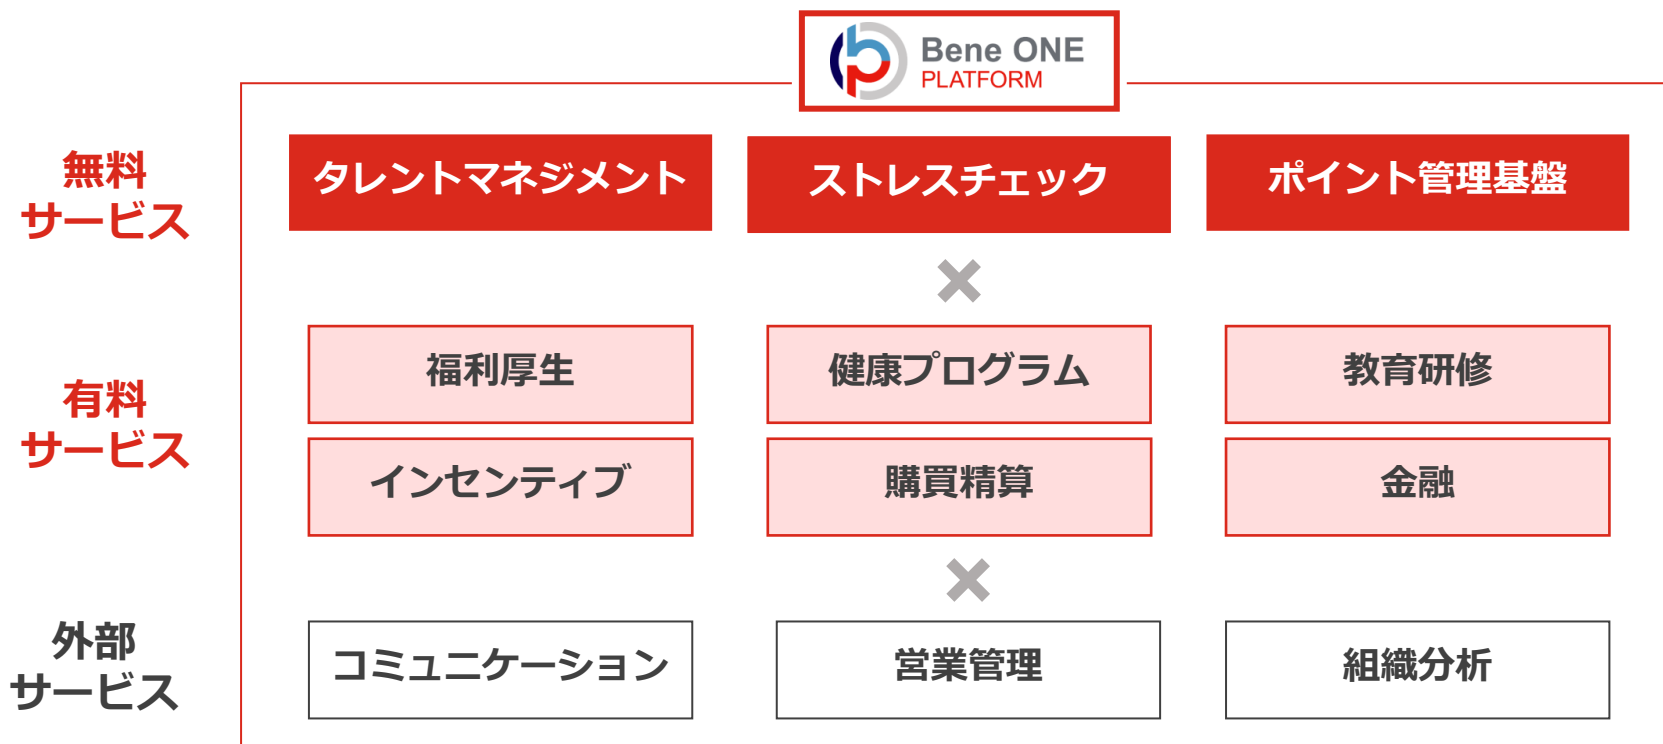 Bene ONE
PLATFORM
無料
サービス
タレントマネジメント
ストレスチェック
ポイント管理基盤
有料
サービス
福利厚生
健康プログラム
教育研修
インセンティブ
購買精算
金融
外部
サービス
コミュニケーション
営業管理
組織分析